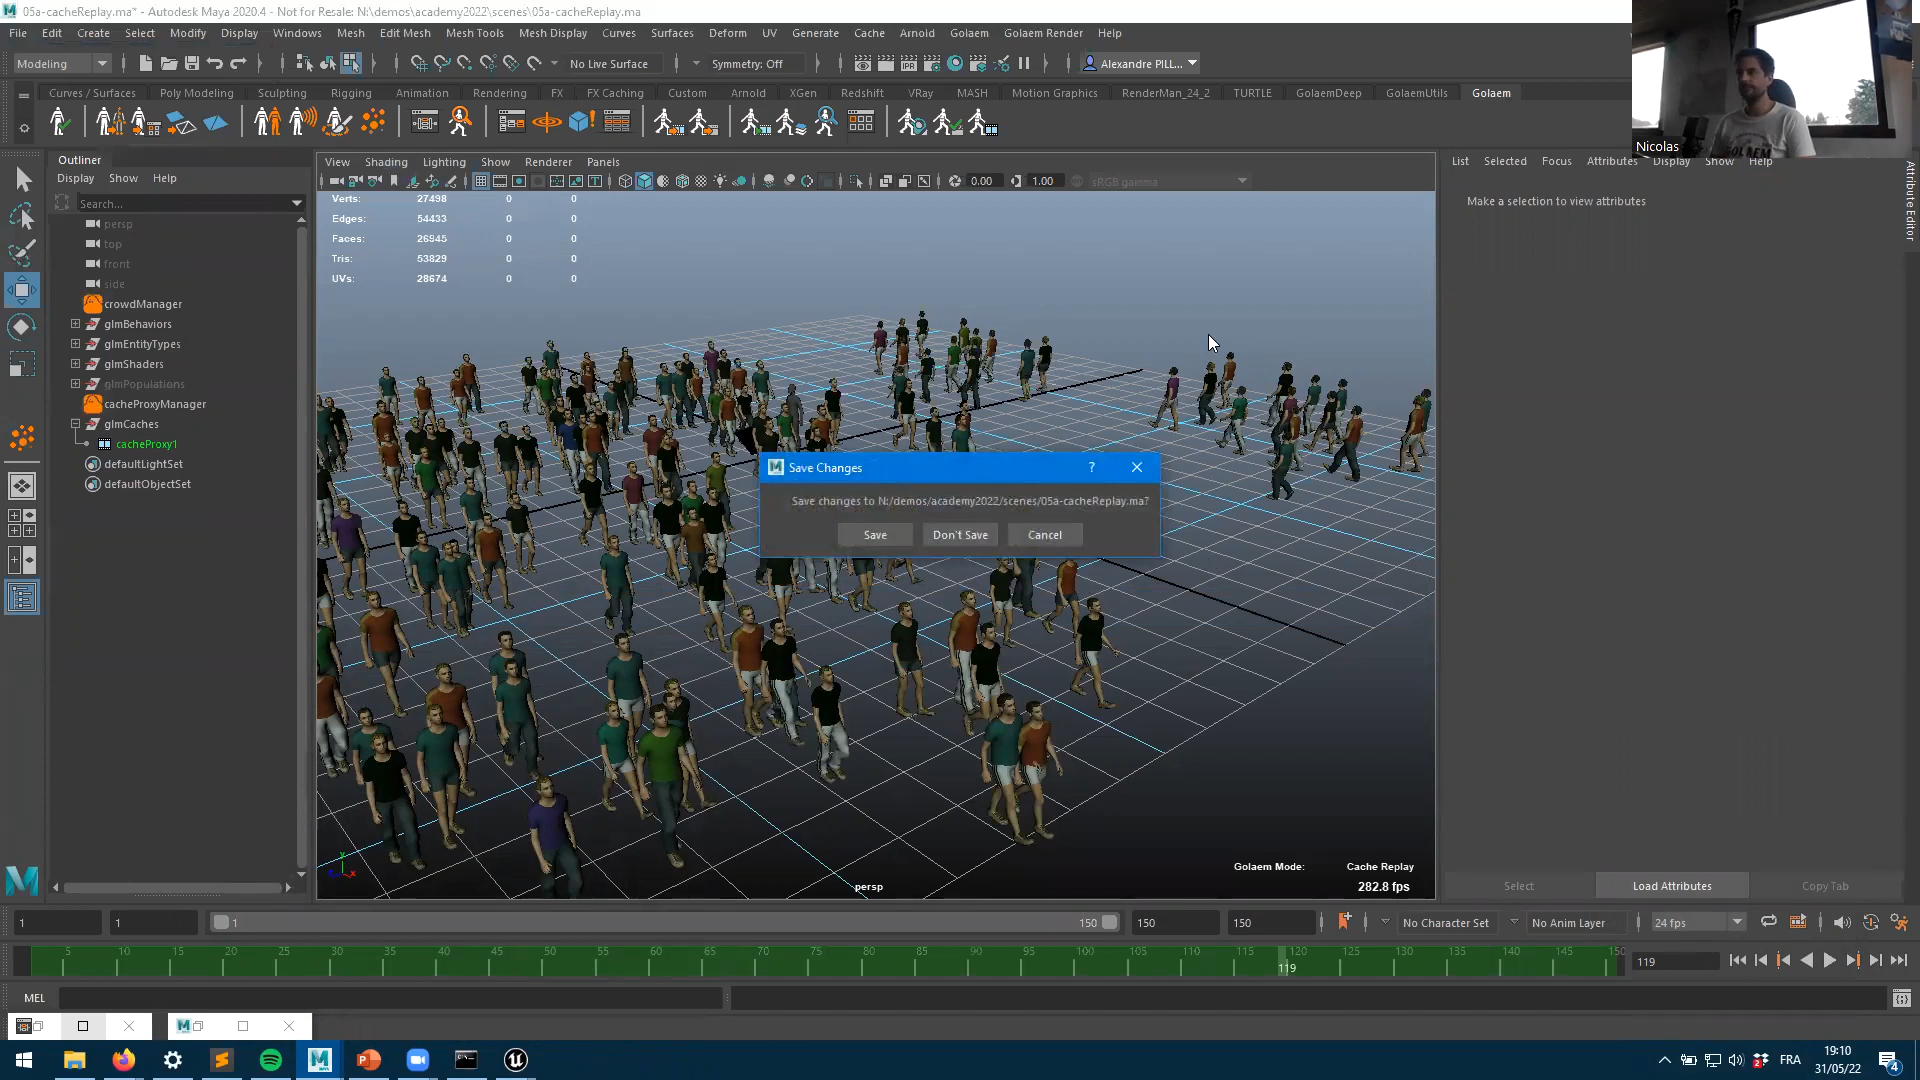 05a-cacheReplay.ma* - Autodesk Maya 2020.4 - Not for Resale: N:\demos\academy2022\scenes\05a-cacheReplay.ma
File Edit Create Select Modify Display Windows Mesh Edit Mesh Mesh Tools Mesh Display Curves Surfaces Deform UV Generate Cache Arnold Golaem Golaem Render Help
Modeling No Live Surface Symmetry: Off Alexandre PILL...
Curves / Surfaces Poly Modeling Sculpting Rigging Animation Rendering FX FX Caching Custom Arnold XGen Redshift VRay MASH Motion Graphics RenderMan_24_2 TURTLE GolaemDeep GolaemUtils Golaem
IPR
GOLAEM
Nicolas
Outliner
Display Show Help
Search...
persp
top
front
side
crowdManager
glmBehaviors
glmEntityTypes
glmShaders
glmPopulations
cacheProxyManager
glmCaches
cacheProxy1
defaultLightSet
defaultObjectSet
View Shading Lighting Show Renderer Panels
0.00 1.00 sRGB gamma
Verts: 27498 0 0
Edges: 54433 0 0
Faces: 26945 0 0
Tris: 53829 0 0
UVs: 28674 0 0
Save Changes ?
Save changes to N:/demos/academy2022/scenes/05a-cacheReplay.ma?
Save Don't Save Cancel
Golaem Mode: Cache Replay
282.8 fps
persp
List Selected Focus Attributes Display Show Help
Make a selection to view attributes
Attribute Editor
Select Load Attributes Copy Tab
1 1 1 150 150 150 No Character Set No Anim Layer 24 fps
5 10 15 20 25 30 35 40 45 50 55 60 65 70 75 80 85 90 95 100 105 110 115 120 125 130 135 140 145 150
119 119
MEL
FRA
19:10
31/05/22
4